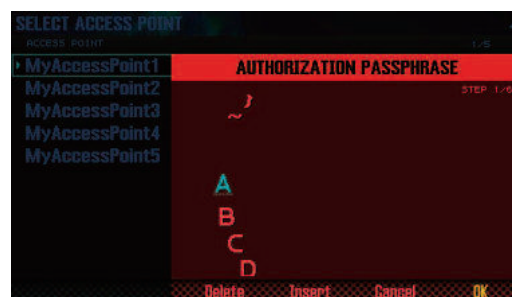 SELECT ACCESS POINT
ACCESS POINT 1/5
MyAccessPoint1
MyAccessPoint2
MyAccessPoint3
MyAccessPoint4
MyAccessPoint5
AUTHORIZATION PASSPHRASE
STEP 1/6
}
~
A
B
C
D
Delete Insert Cancel OK